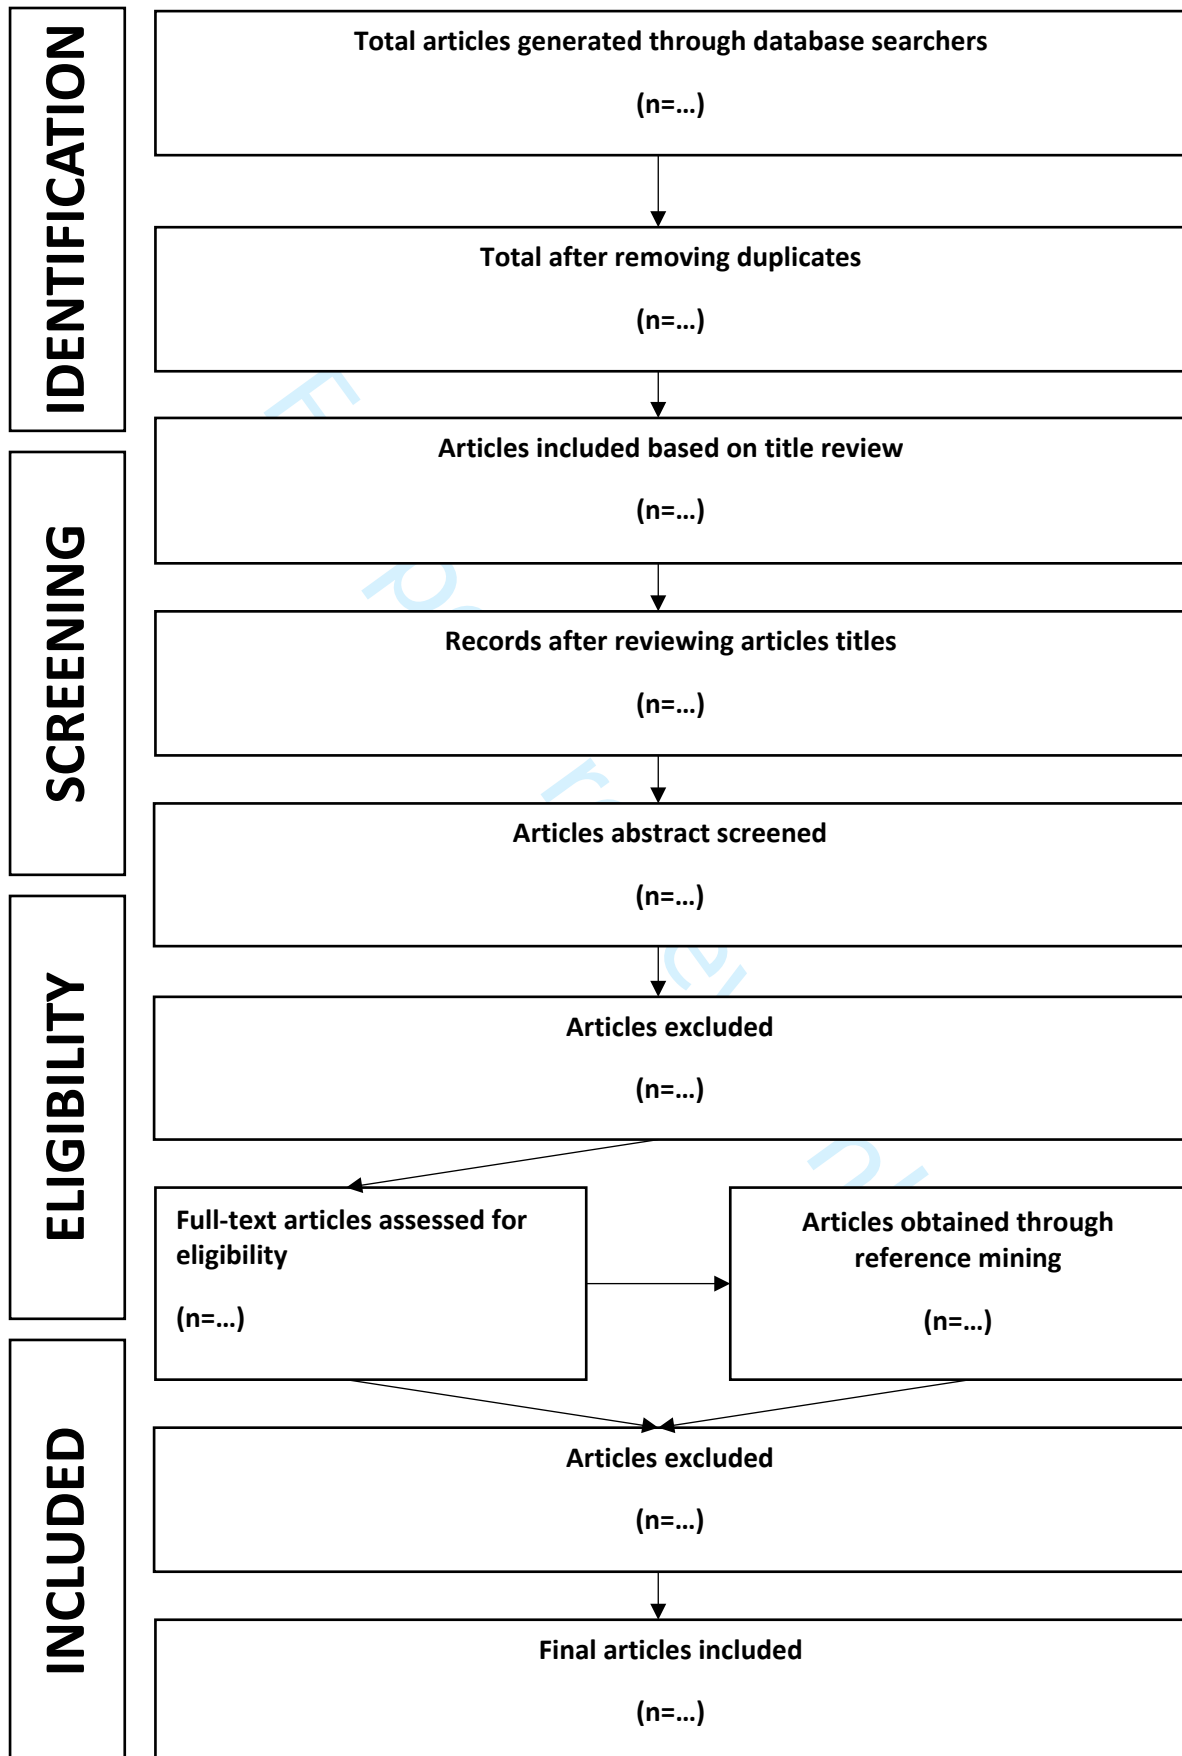 IDENTIFICATION
Total articles generated through database searchers
(n=...)
Total after removing duplicates
(n=...)
SCREENING
Articles included based on title review
(n=...)
Records after reviewing articles titles
(n=...)
Articles abstract screened
(n=...)
ELIGIBILITY
Articles excluded
(n=...)
Full-text articles assessed for
eligibility
(n=...)
Articles obtained through
reference mining
(n=...)
INCLUDED
Articles excluded
(n=...)
Final articles included
(n=...)